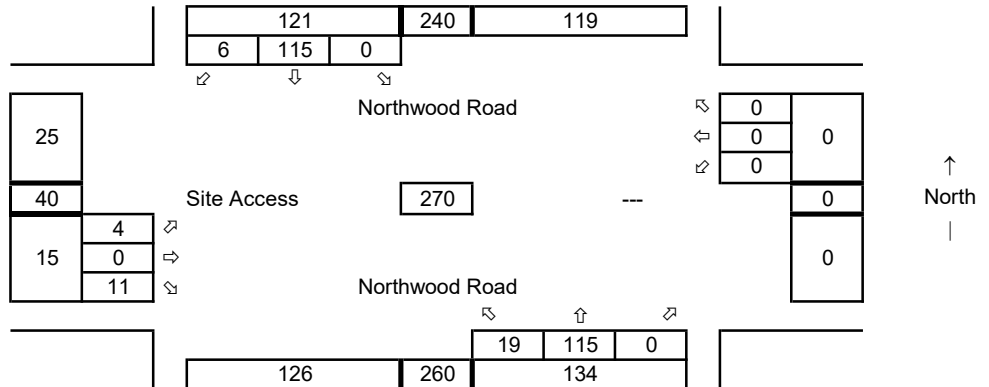 121 240 119
6 115 0
⬃ ⇩ ⬂
Northwood Road
25
⬁ 0
⇦ 0 0
⬃ 0
↑
40 Site Access 270 --- 0 North
|
4 ⬀
15 0 ⇨ 0
11 ⬂
Northwood Road
⬁ ⇧ ⬀
19 115 0
126 260 134